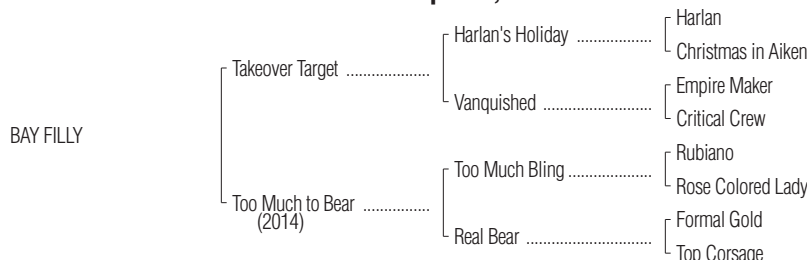 Harlan
Harlan's Holiday ..................
Christmas in Aiken
Takeover Target ....................
Empire Maker
Vanquished .........................
Critical Crew
BAY FILLY
Rubiano
Too Much Bling ...................
Rose Colored Lady
Too Much to Bear ................
(2014)
Formal Gold
Real Bear .............................
Top Corsage